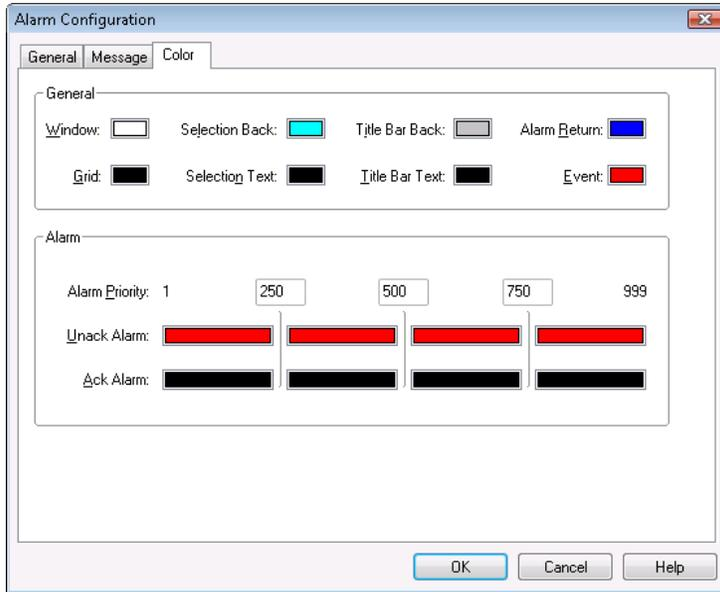 Alarm Configuration
General Message Color
General
Window: Selection Back: Title Bar Back: Alarm Return:
Grid: Selection Text: Title Bar Text: Event:
Alarm
Alarm Priority: 1 250 500 750 999
Unack Alarm:
Ack Alarm:
OK Cancel Help